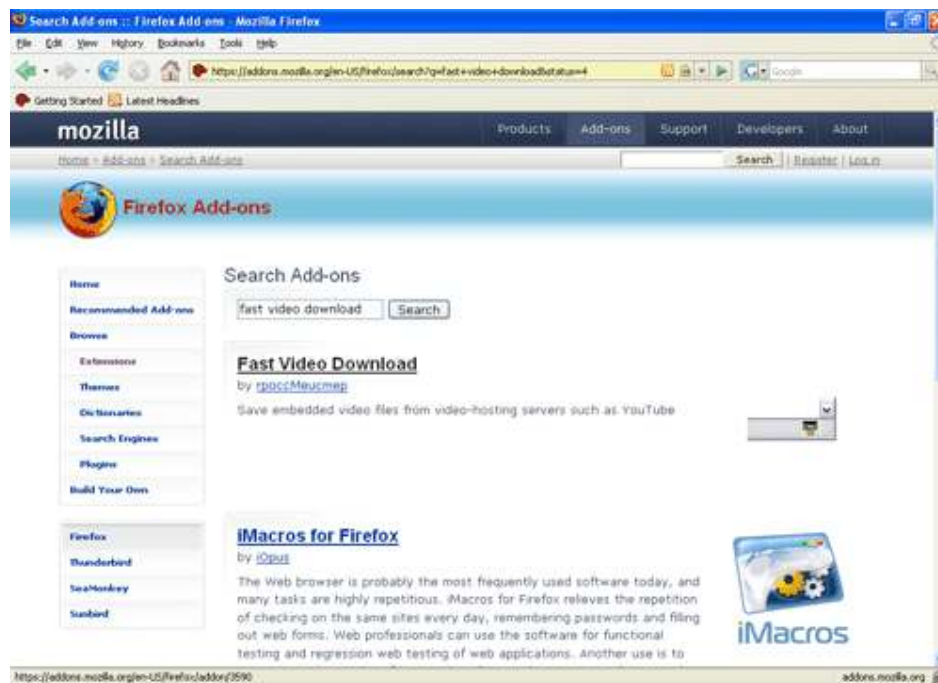 Search Add-ons :: Firefox Add-ons - Mozilla Firefox
File Edit View History Bookmarks Tools Help
https://addons.mozilla.org/en-US/firefox/search?q=fast+video+download&status=4
Google
Getting Started Latest Headlines
mozilla
Products Add-ons Support Developers About
Home > Add-ons > Search Add-ons
Search | Register | Log in
Firefox Add-ons
Home
Recommended Add-ons
Browse
Extensions
Themes
Dictionaries
Search Engines
Plugins
Build Your Own
Firefox
Thunderbird
SeaMonkey
Sunbird
Search Add-ons
fast video download Search
Fast Video Download
by гроссМеистер
Save embedded video files from video-hosting servers such as YouTube
iMacros for Firefox
by iOpus
The Web browser is probably the most frequently used software today, and
many tasks are highly repetitious. iMacros for Firefox relieves the repetition
of checking on the same sites every day, remembering passwords and filling
out web forms. Web professionals can use the software for functional
testing and regression web testing of web applications. Another use is to
iMacros
https://addons.mozilla.org/en-US/firefox/addon/3590
addons.mozilla.org